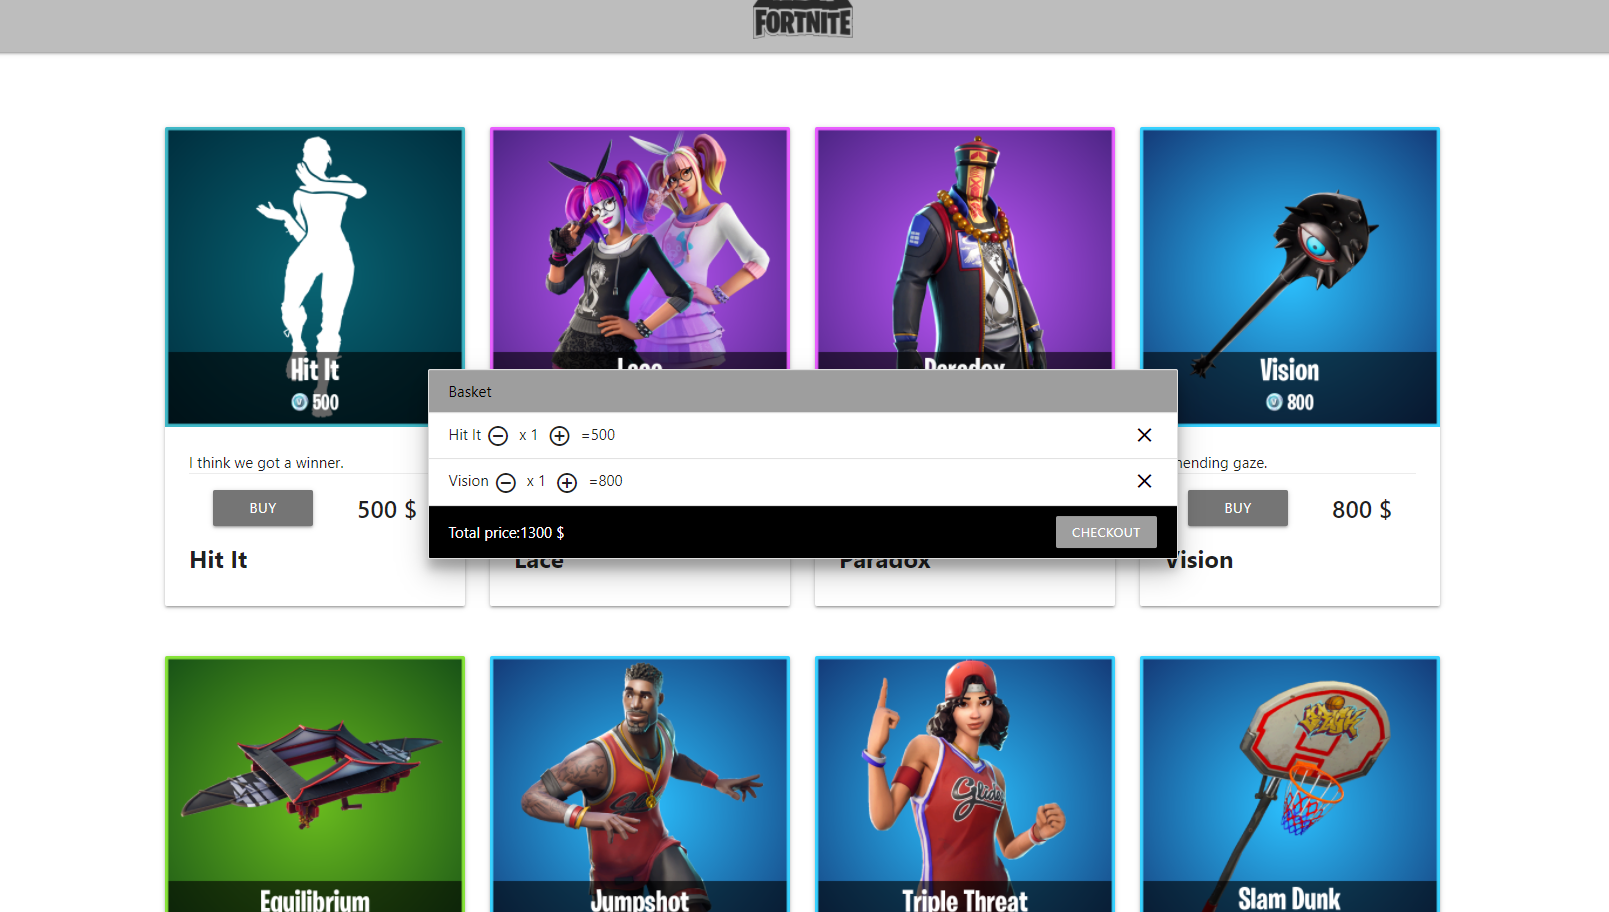 FORTNITE
Hit It
500
Lace
Paradox
Vision
800
Basket
Hit It x 1 =500
Vision x 1 =800
Total price:1300 $
CHECKOUT
I think we got a winner.
BUY
500 $
Hit It
Lace
Paradox
gaze.
BUY
800 $
Vision
Equilibrium
Jumpshot
Triple Threat
Slam Dunk